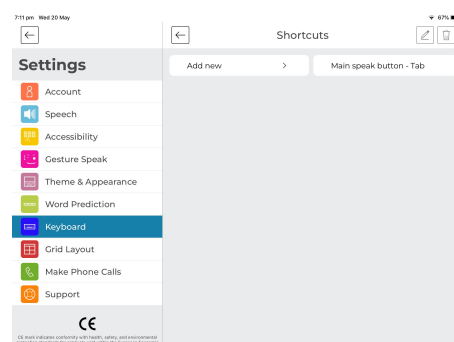 7:11 pm Wed 20 May
67%
Settings
Account
Speech
Accessibility
Gesture Speak
Theme & Appearance
Word Prediction
Keyboard
Grid Layout
Make Phone Calls
Support
CE
CE mark indicates conformity with health, safety, and environmental
Shortcuts
Add new
Main speak button - Tab